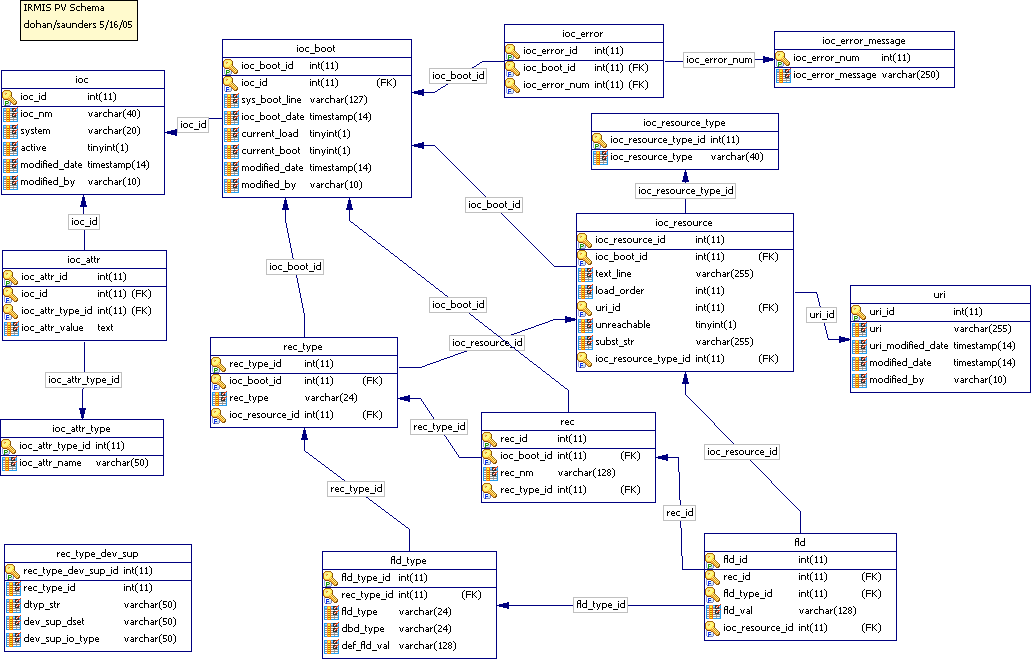 IRMIS PV Schema
dohan/saunders 5/16/05
ioc
ioc_id int(11)
ioc_nm varchar(40)
system varchar(20)
active tinyint(1)
modified_date timestamp(14)
modified_by varchar(10)
ioc_id
ioc_boot
ioc_boot_id int(11)
ioc_id int(11) (FK)
sys_boot_line varchar(127)
ioc_boot_date timestamp(14)
current_load tinyint(1)
current_boot tinyint(1)
modified_date timestamp(14)
modified_by varchar(10)
ioc_boot_id
ioc_error
ioc_error_id int(11)
ioc_boot_id int(11) (FK)
ioc_error_num int(11) (FK)
ioc_error_num
ioc_error_message
ioc_error_num int(11)
ioc_error_message varchar(250)
ioc_resource_type
ioc_resource_type_id int(11)
ioc_resource_type varchar(40)
ioc_resource_type_id
ioc_boot_id
ioc_id
ioc_attr
ioc_attr_id int(11)
ioc_id int(11) (FK)
ioc_attr_type_id int(11) (FK)
ioc_attr_value text
ioc_boot_id
ioc_resource
ioc_resource_id int(11)
ioc_boot_id int(11) (FK)
text_line varchar(255)
load_order int(11)
uri_id int(11) (FK)
unreachable tinyint(1)
subst_str varchar(255)
ioc_resource_type_id int(11) (FK)
uri_id
uri
uri_id int(11)
uri varchar(255)
uri_modified_date timestamp(14)
modified_date timestamp(14)
modified_by varchar(10)
ioc_boot_id
ioc_resource_id
rec_type
rec_type_id int(11)
ioc_boot_id int(11) (FK)
rec_type varchar(24)
ioc_resource_id int(11) (FK)
ioc_attr_type_id
ioc_attr_type
ioc_attr_type_id int(11)
ioc_attr_name varchar(50)
rec_type_id
rec
rec_id int(11)
ioc_boot_id int(11) (FK)
rec_nm varchar(128)
rec_type_id int(11) (FK)
ioc_resource_id
rec_type_id
rec_id
rec_type_dev_sup
rec_type_dev_sup_id int(11)
rec_type_id int(11)
dtyp_str varchar(50)
dev_sup_dset varchar(50)
dev_sup_io_type varchar(50)
fld_type
fld_type_id int(11)
rec_type_id int(11) (FK)
fld_type varchar(24)
dbd_type varchar(24)
def_fld_val varchar(128)
fld_type_id
fld
fld_id int(11)
rec_id int(11) (FK)
fld_type_id int(11) (FK)
fld_val varchar(128)
ioc_resource_id int(11) (FK)